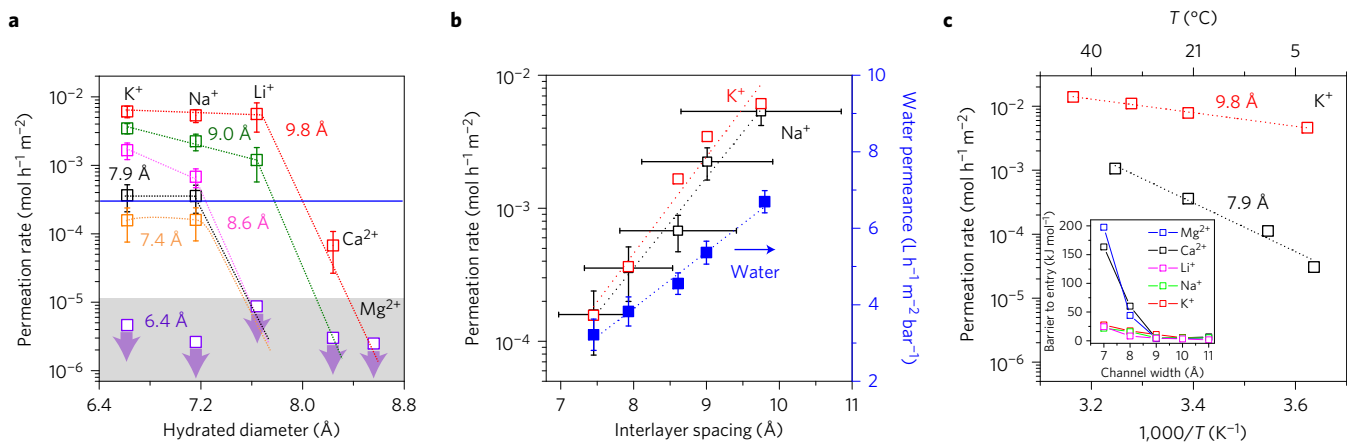 a
Permeation rate (mol h⁻¹ m⁻²)
10⁻²
10⁻³
10⁻⁴
10⁻⁵
10⁻⁶
K⁺
Na⁺
Li⁺
9.8 Å
9.0 Å
7.9 Å
8.6 Å
7.4 Å
Ca²⁺
Mg²⁺
6.4 Å
6.4
7.2
8.0
8.8
Hydrated diameter (Å)
b
Permeation rate (mol h⁻¹ m⁻²)
10⁻²
10⁻³
10⁻⁴
K⁺
Na⁺
Water
7
8
9
10
11
Interlayer spacing (Å)
10
9
8
7
6
5
4
3
2
Water permeance (L h⁻¹ m⁻² bar⁻¹)
c
T (°C)
40
21
5
Permeation rate (mol h⁻¹ m⁻²)
10⁻²
10⁻³
10⁻⁴
10⁻⁵
10⁻⁶
9.8 Å
K⁺
7.9 Å
Barrier to entry (kJ mol⁻¹)
200
150
100
50
0
Mg²⁺
Ca²⁺
Li⁺
Na⁺
K⁺
7
8
9
10
11
Channel width (Å)
3.2
3.4
3.6
1,000/T (K⁻¹)